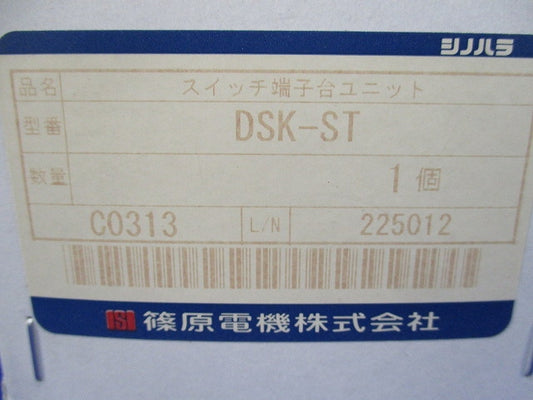 シノハラ
品名 スイッチ端子台ユニット
型番 DSK-ST
数量 1個
C0313 L/N 225012
篠原電機株式会社